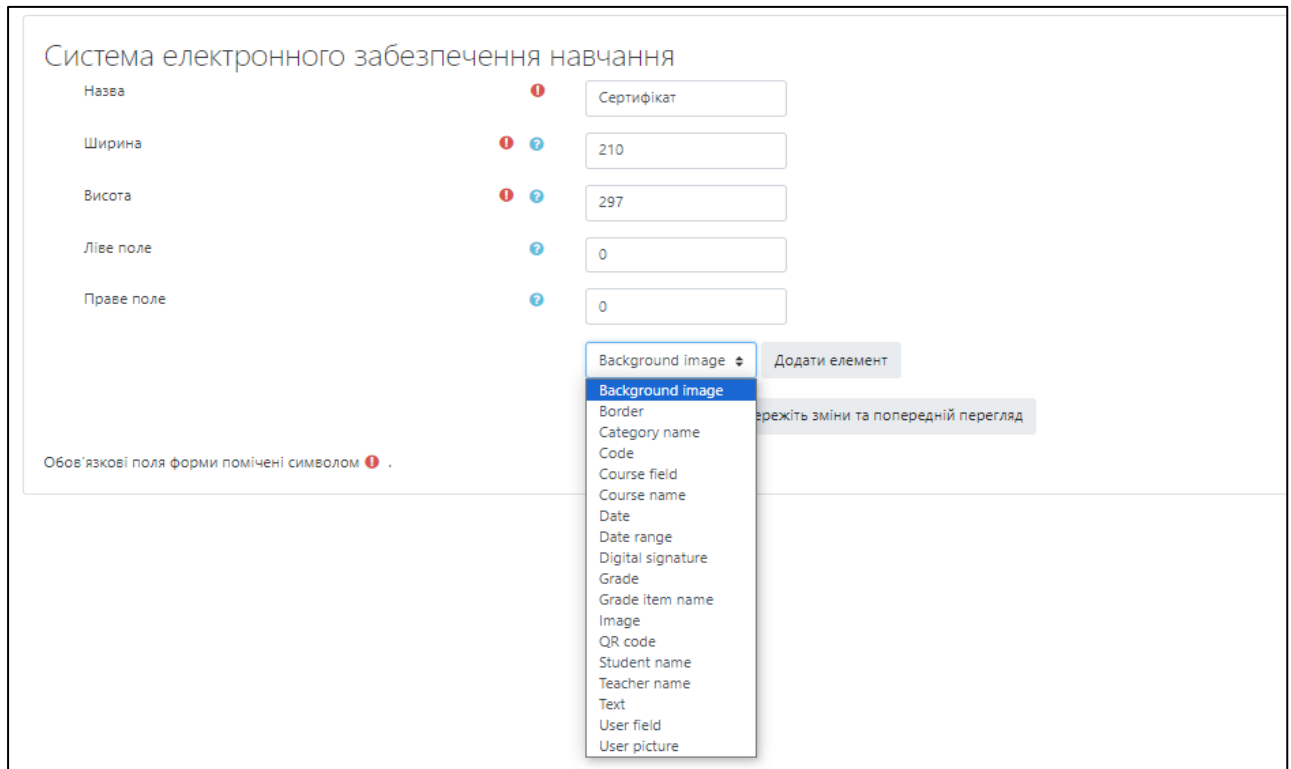 Система електронного забезпечення навчання
Назва
Сертифікат
Ширина
210
Висота
297
Ліве поле
0
Праве поле
0
Background image
Додати елемент
Background image
Border
зміни та попередній перегляд
Category name
Code
Обов'язкові поля форми помічені символом .
Course field
Course name
Date
Date range
Digital signature
Grade
Grade item name
Image
QR code
Student name
Teacher name
Text
User field
User picture